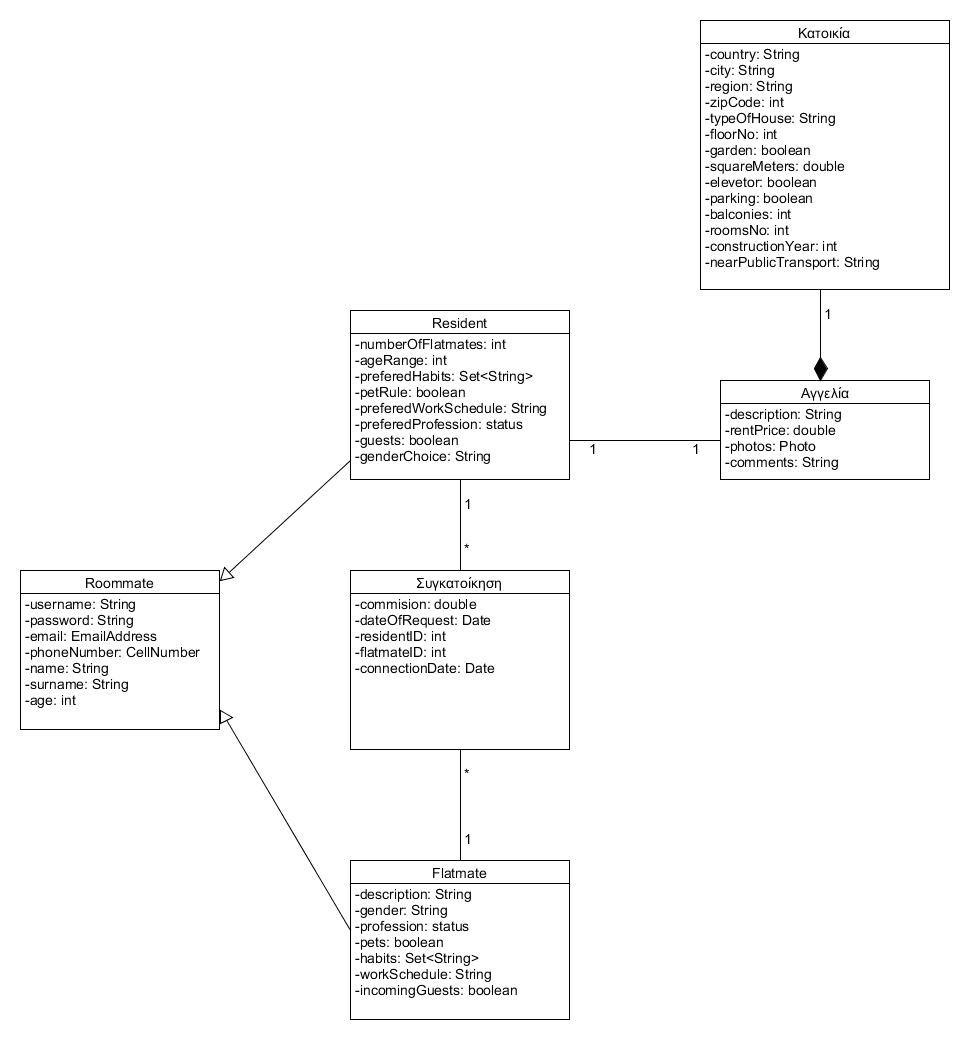 Κατοικία
-country: String
-city: String
-region: String
-zipCode: int
-typeOfHouse: String
-floorNo: int
-garden: boolean
-squareMeters: double
-elevetor: boolean
-parking: boolean
-balconies: int
-roomsNo: int
-constructionYear: int
-nearPublicTransport: String
1
Resident
-numberOfFlatmates: int
-ageRange: int
-preferedHabits: Set<String>
-petRule: boolean
-preferedWorkSchedule: String
-preferedProfession: status
-guests: boolean
-genderChoice: String
1
1
Αγγελία
-description: String
-rentPrice: double
-photos: Photo
-comments: String
1
*
Roommate
-username: String
-password: String
-email: EmailAddress
-phoneNumber: CellNumber
-name: String
-surname: String
-age: int
Συγκατοίκηση
-commision: double
-dateOfRequest: Date
-residentID: int
-flatmateID: int
-connectionDate: Date
*
1
Flatmate
-description: String
-gender: String
-profession: status
-pets: boolean
-habits: Set<String>
-workSchedule: String
-incomingGuests: boolean